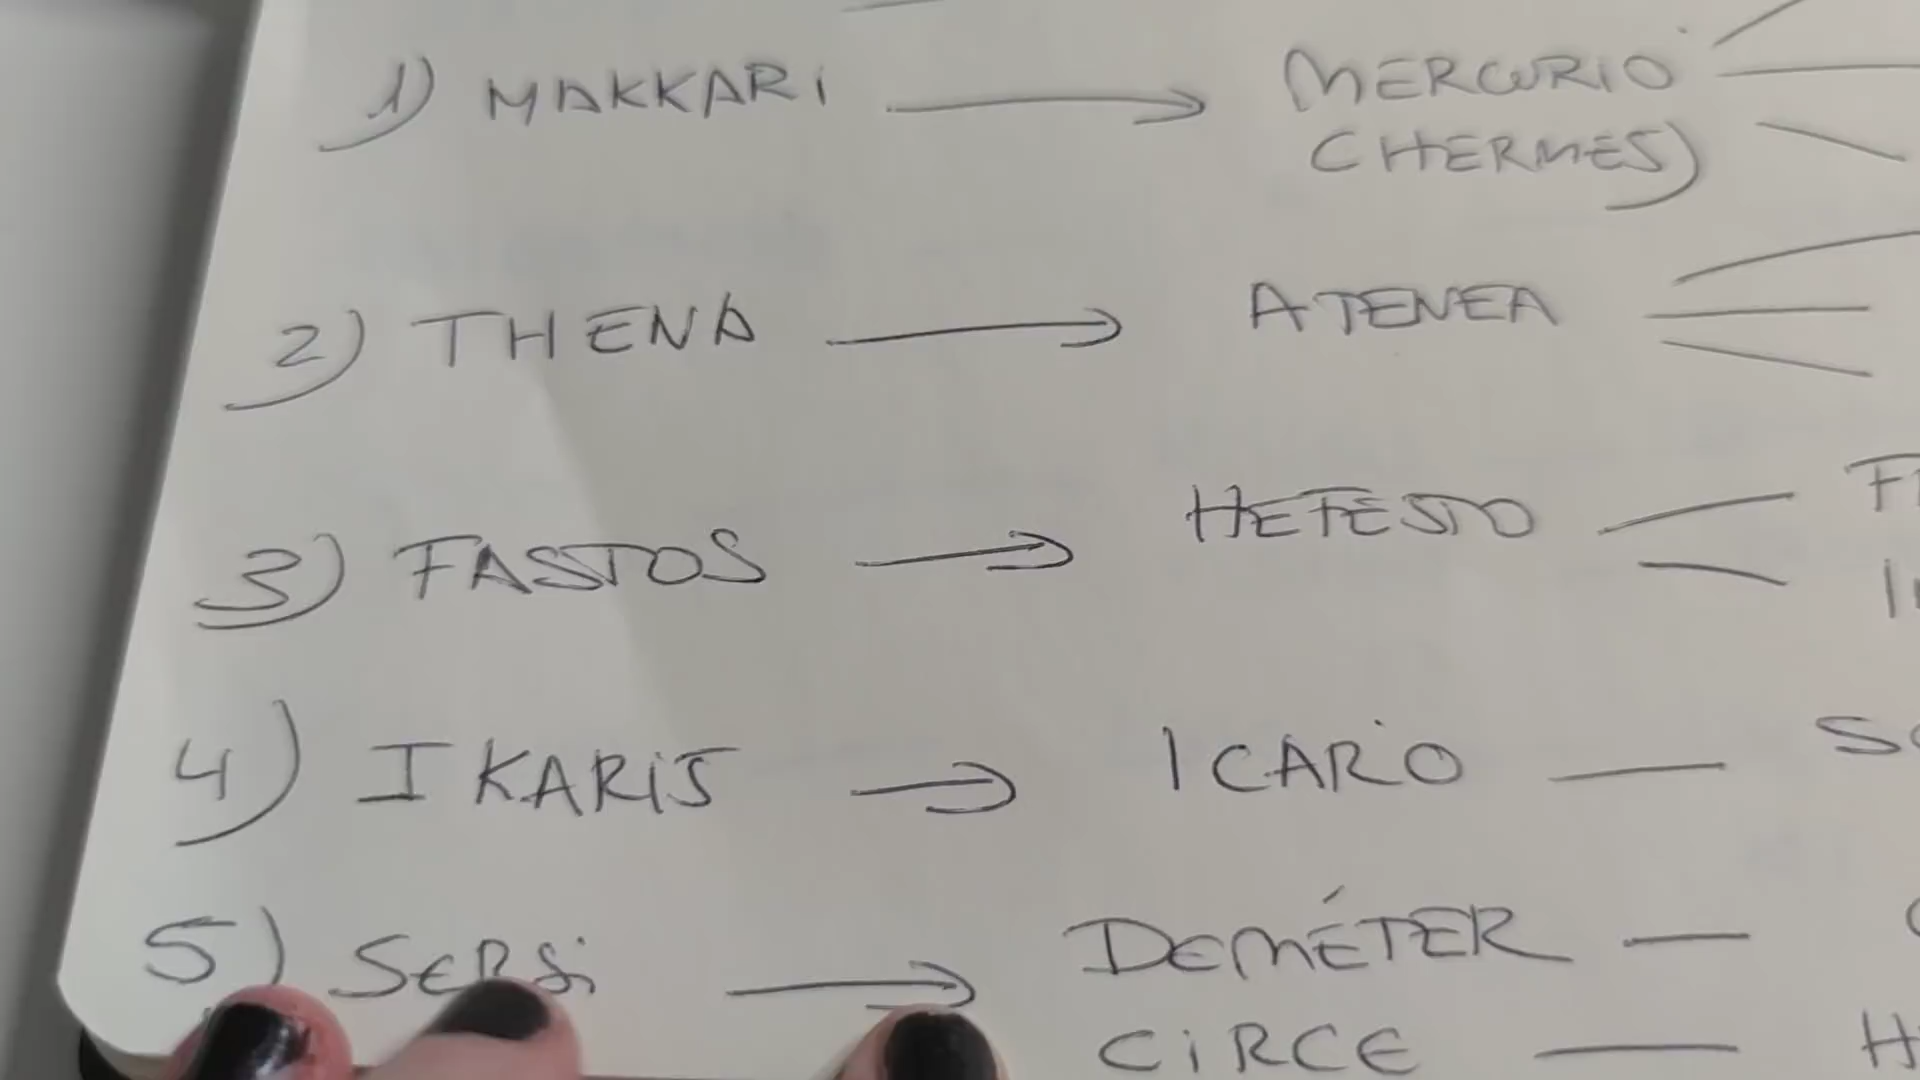 1) MAKKARI → MERCURIO
(HERMES)
2) THENA → ATENEA
3) FASTOS → HEFESTO
4) IKARIS → ICARO
5) SERSI → DEMÉTER
CIRCE